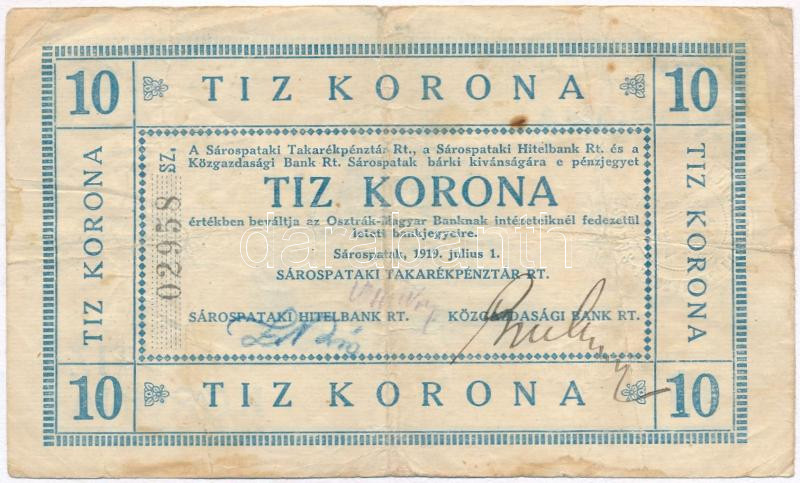 10 TIZ KORONA 10
TIZ KORONA
02958 SZ.
A Sárospataki Takarékpénztár Rt., a Sárospataki Hitelbank Rt. és a
Közgazdasági Bank Rt. Sárospatak bárki kivánságára e pénzjegyet
TIZ KORONA
értékben beváltja az Osztrák-Magyar Banknak intézeteiknél fedezetül
letett bankjegyeire.
Sárospatak, 1919. julius 1.
SÁROSPATAKI TAKARÉKPÉNZTÁR RT.
SÁROSPATAKI HITELBANK RT. KÖZGAZDASÁGI BANK RT.
TIZ KORONA
10 TIZ KORONA 10
darabanth